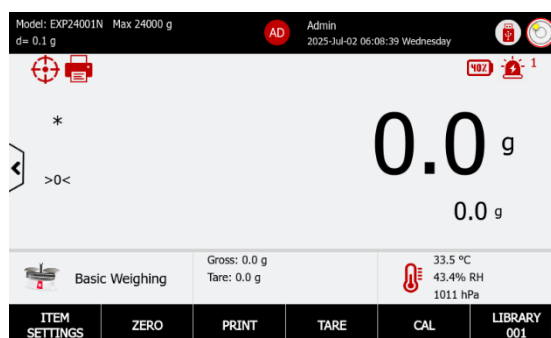 Model: EXP24001N Max 24000 g
d= 0.1 g
AD
Admin
2025-Jul-02 06:08:39 Wednesday
40%
1
*
0.0 g
>0<
0.0 g
Basic Weighing
Gross: 0.0 g
Tare: 0.0 g
33.5 °C
43.4% RH
1011 hPa
ITEM
SETTINGS
ZERO
PRINT
TARE
CAL
LIBRARY
001